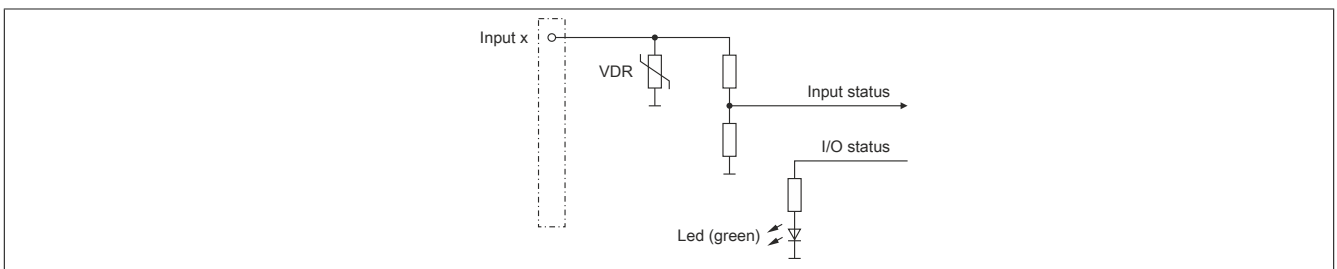 Input x
VDR
Input status
I/O status
Led (green)